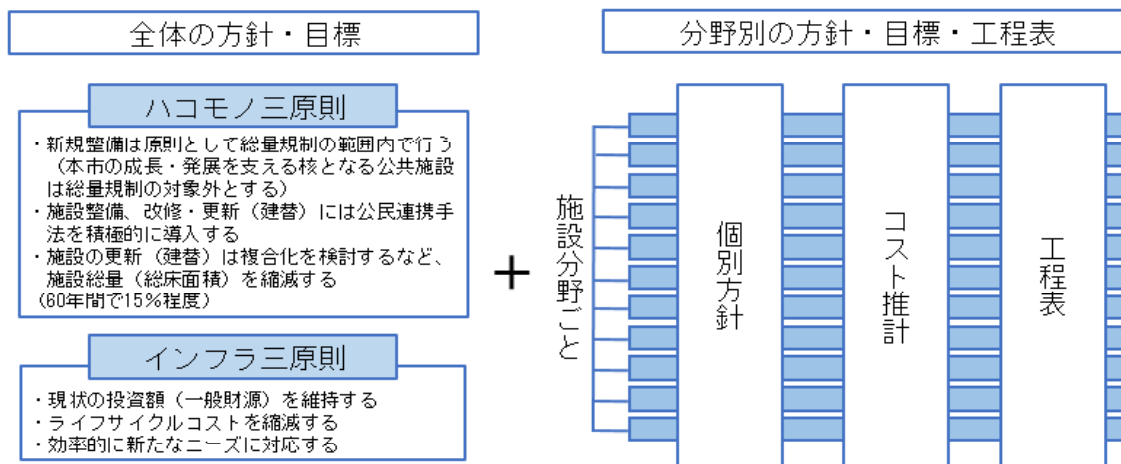 全体の方針・目標
ハコモノ三原則
・新規整備は原則として総量規制の範囲内で行う
（本市の成長・発展を支える核となる公共施設
は総量規制の対象外とする）
・施設整備、改修・更新（建替）には公民連携手
法を積極的に導入する
・施設の更新（建替）は複合化を検討するなど、
施設総量（総床面積）を縮減する
(60年間で15%程度）
インフラ三原則
・現状の投資額（一般財源）を維持する
・ライフサイクルコストを縮減する
・効率的に新たなニーズに対応する
＋
分野別の方針・目標・工程表
施設分野ごと
個別方針
コスト推計
工程表